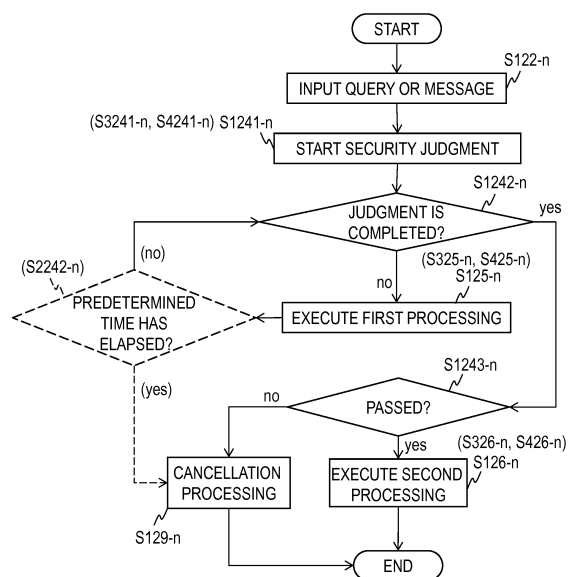 START
S122-n
INPUT QUERY OR MESSAGE
(S3241-n, S4241-n) S1241-n
START SECURITY JUDGMENT
S1242-n
JUDGMENT IS
COMPLETED?
yes
(no)
(S2242-n)
(S325-n, S425-n)
S125-n
no
PREDETERMINED
TIME HAS
ELAPSED?
EXECUTE FIRST PROCESSING
(yes)
S1243-n
no
PASSED?
yes
(S326-n, S426-n)
S126-n
CANCELLATION
PROCESSING
EXECUTE SECOND
PROCESSING
S129-n
END